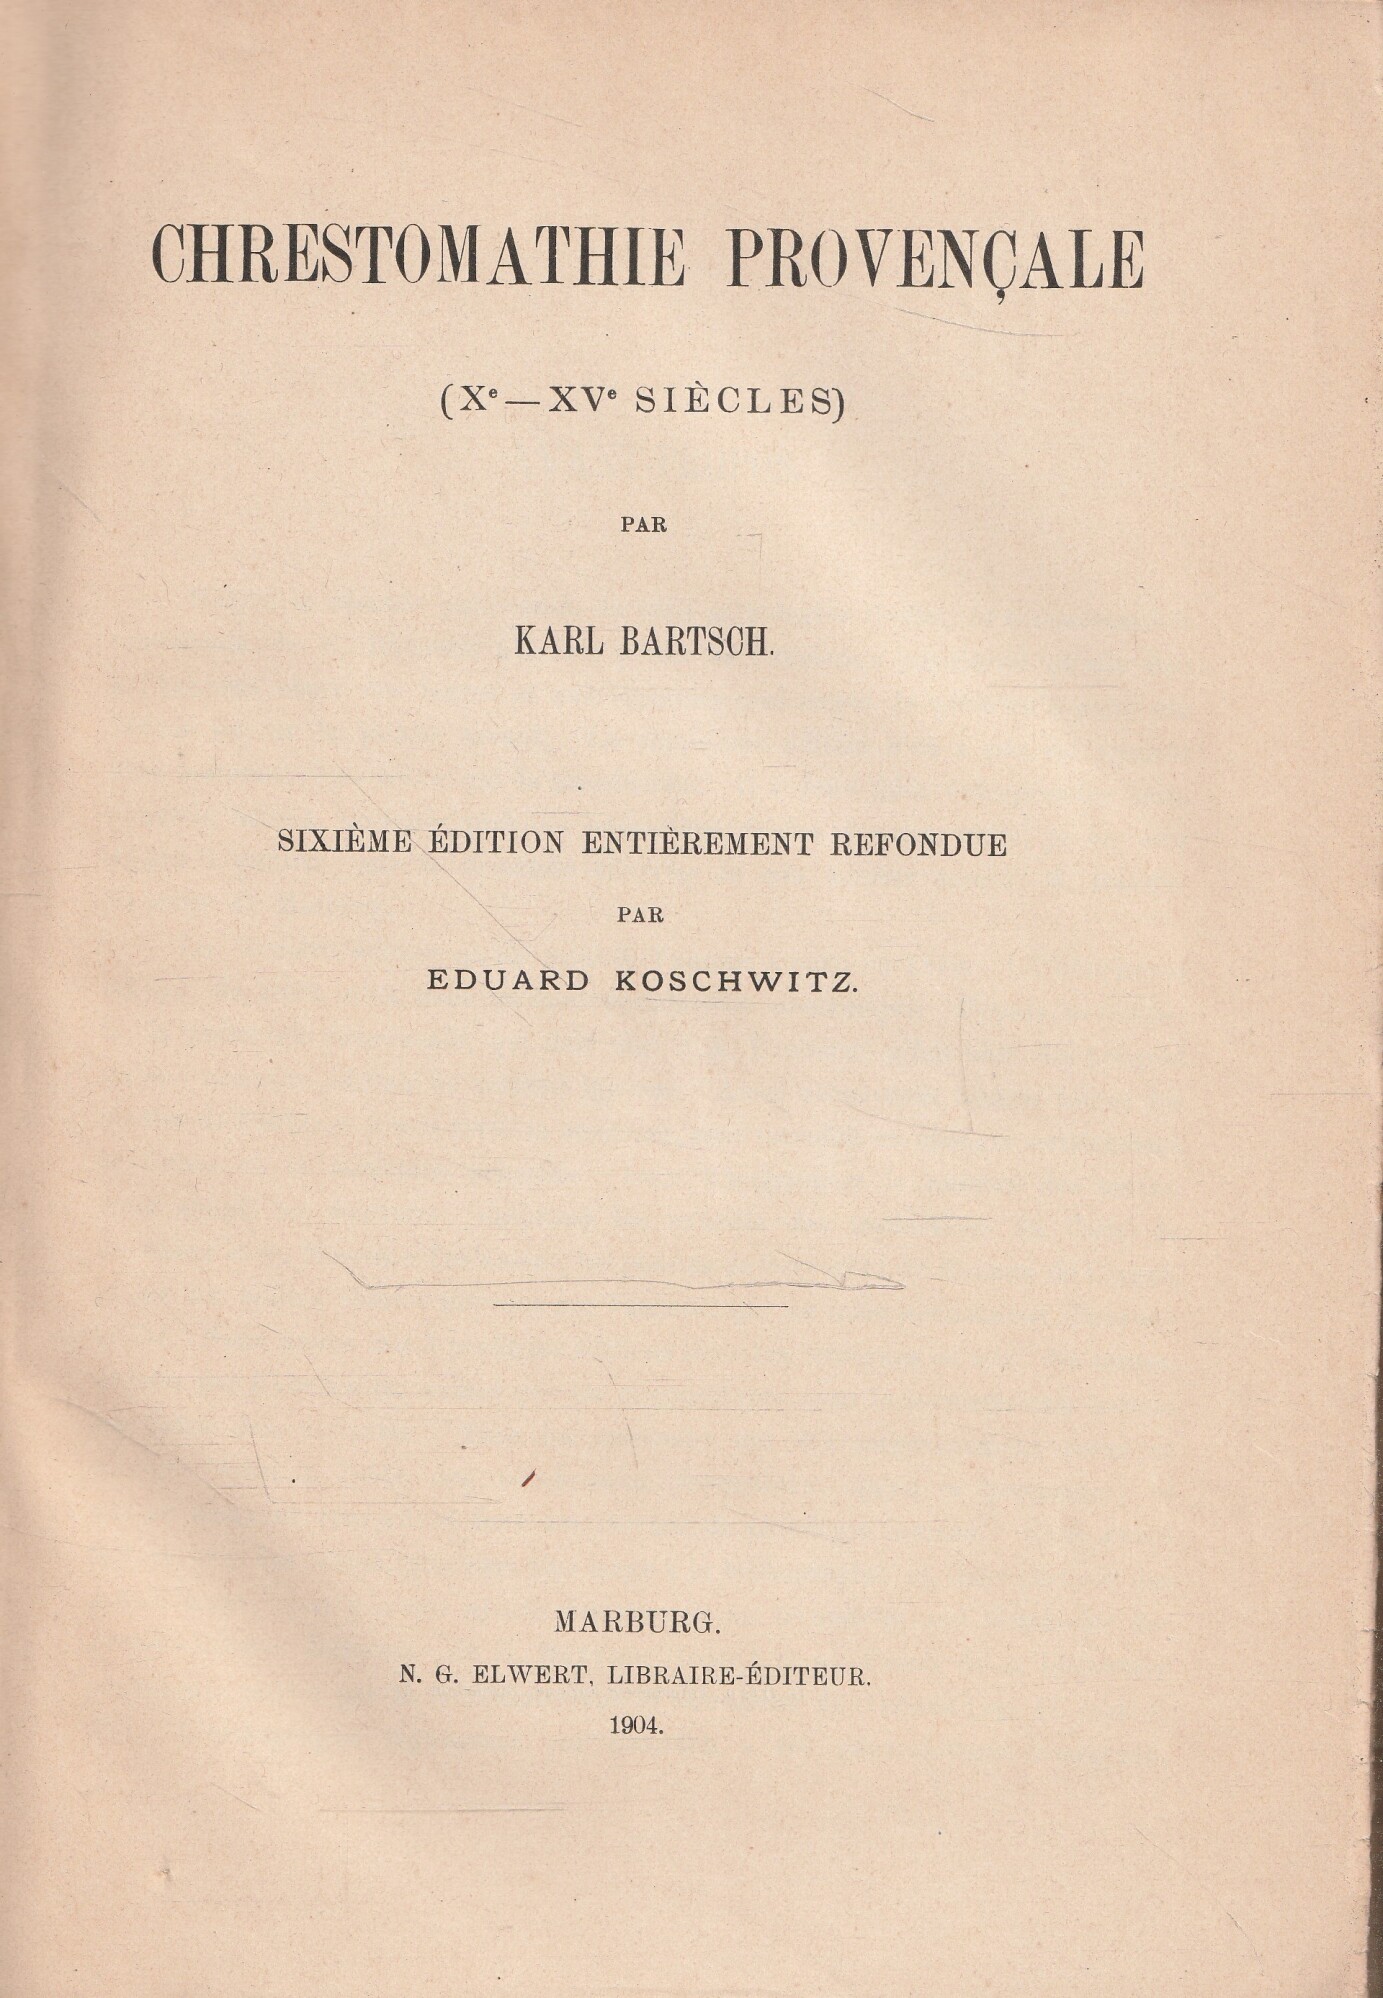 CHRESTOMATHIE PROVENÇALE
(Xᵉ—XVᵉ SIÈCLES)
PAR
KARL BARTSCH.
SIXIÈME ÉDITION ENTIÈREMENT REFONDUE
PAR
EDUARD KOSCHWITZ.
MARBURG.
N. G. ELWERT, LIBRAIRE-ÉDITEUR.
1904.